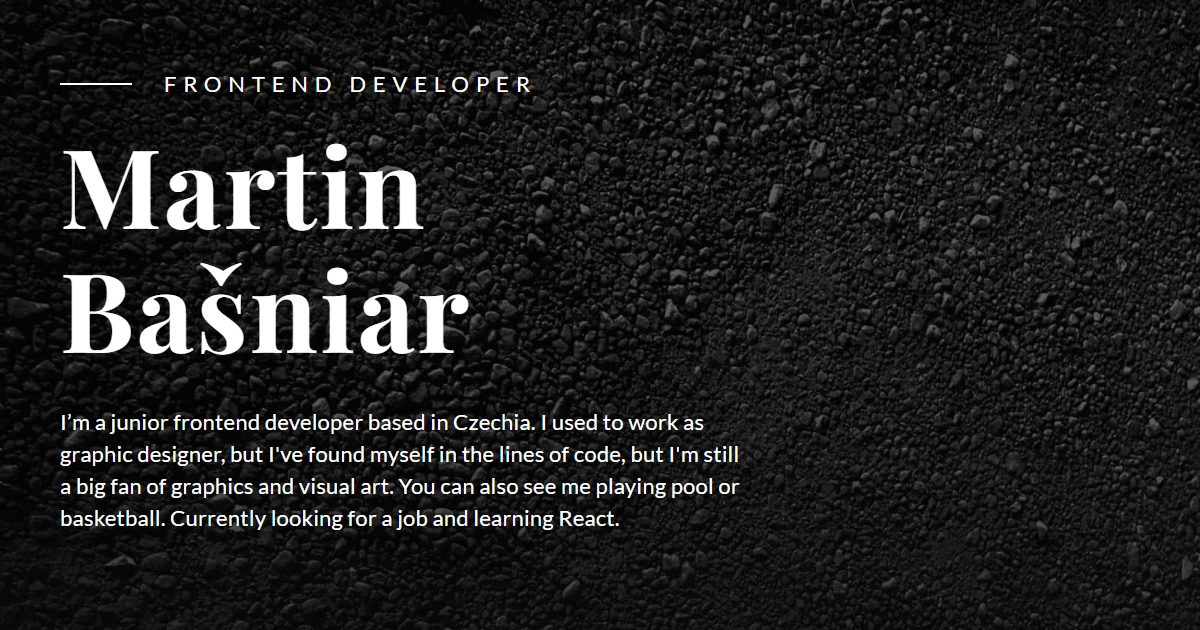 FRONTEND DEVELOPER
Martin
Bašniar
I’m a junior frontend developer based in Czechia. I used to work as
graphic designer, but I've found myself in the lines of code, but I'm still
a big fan of graphics and visual art. You can also see me playing pool or
basketball. Currently looking for a job and learning React.